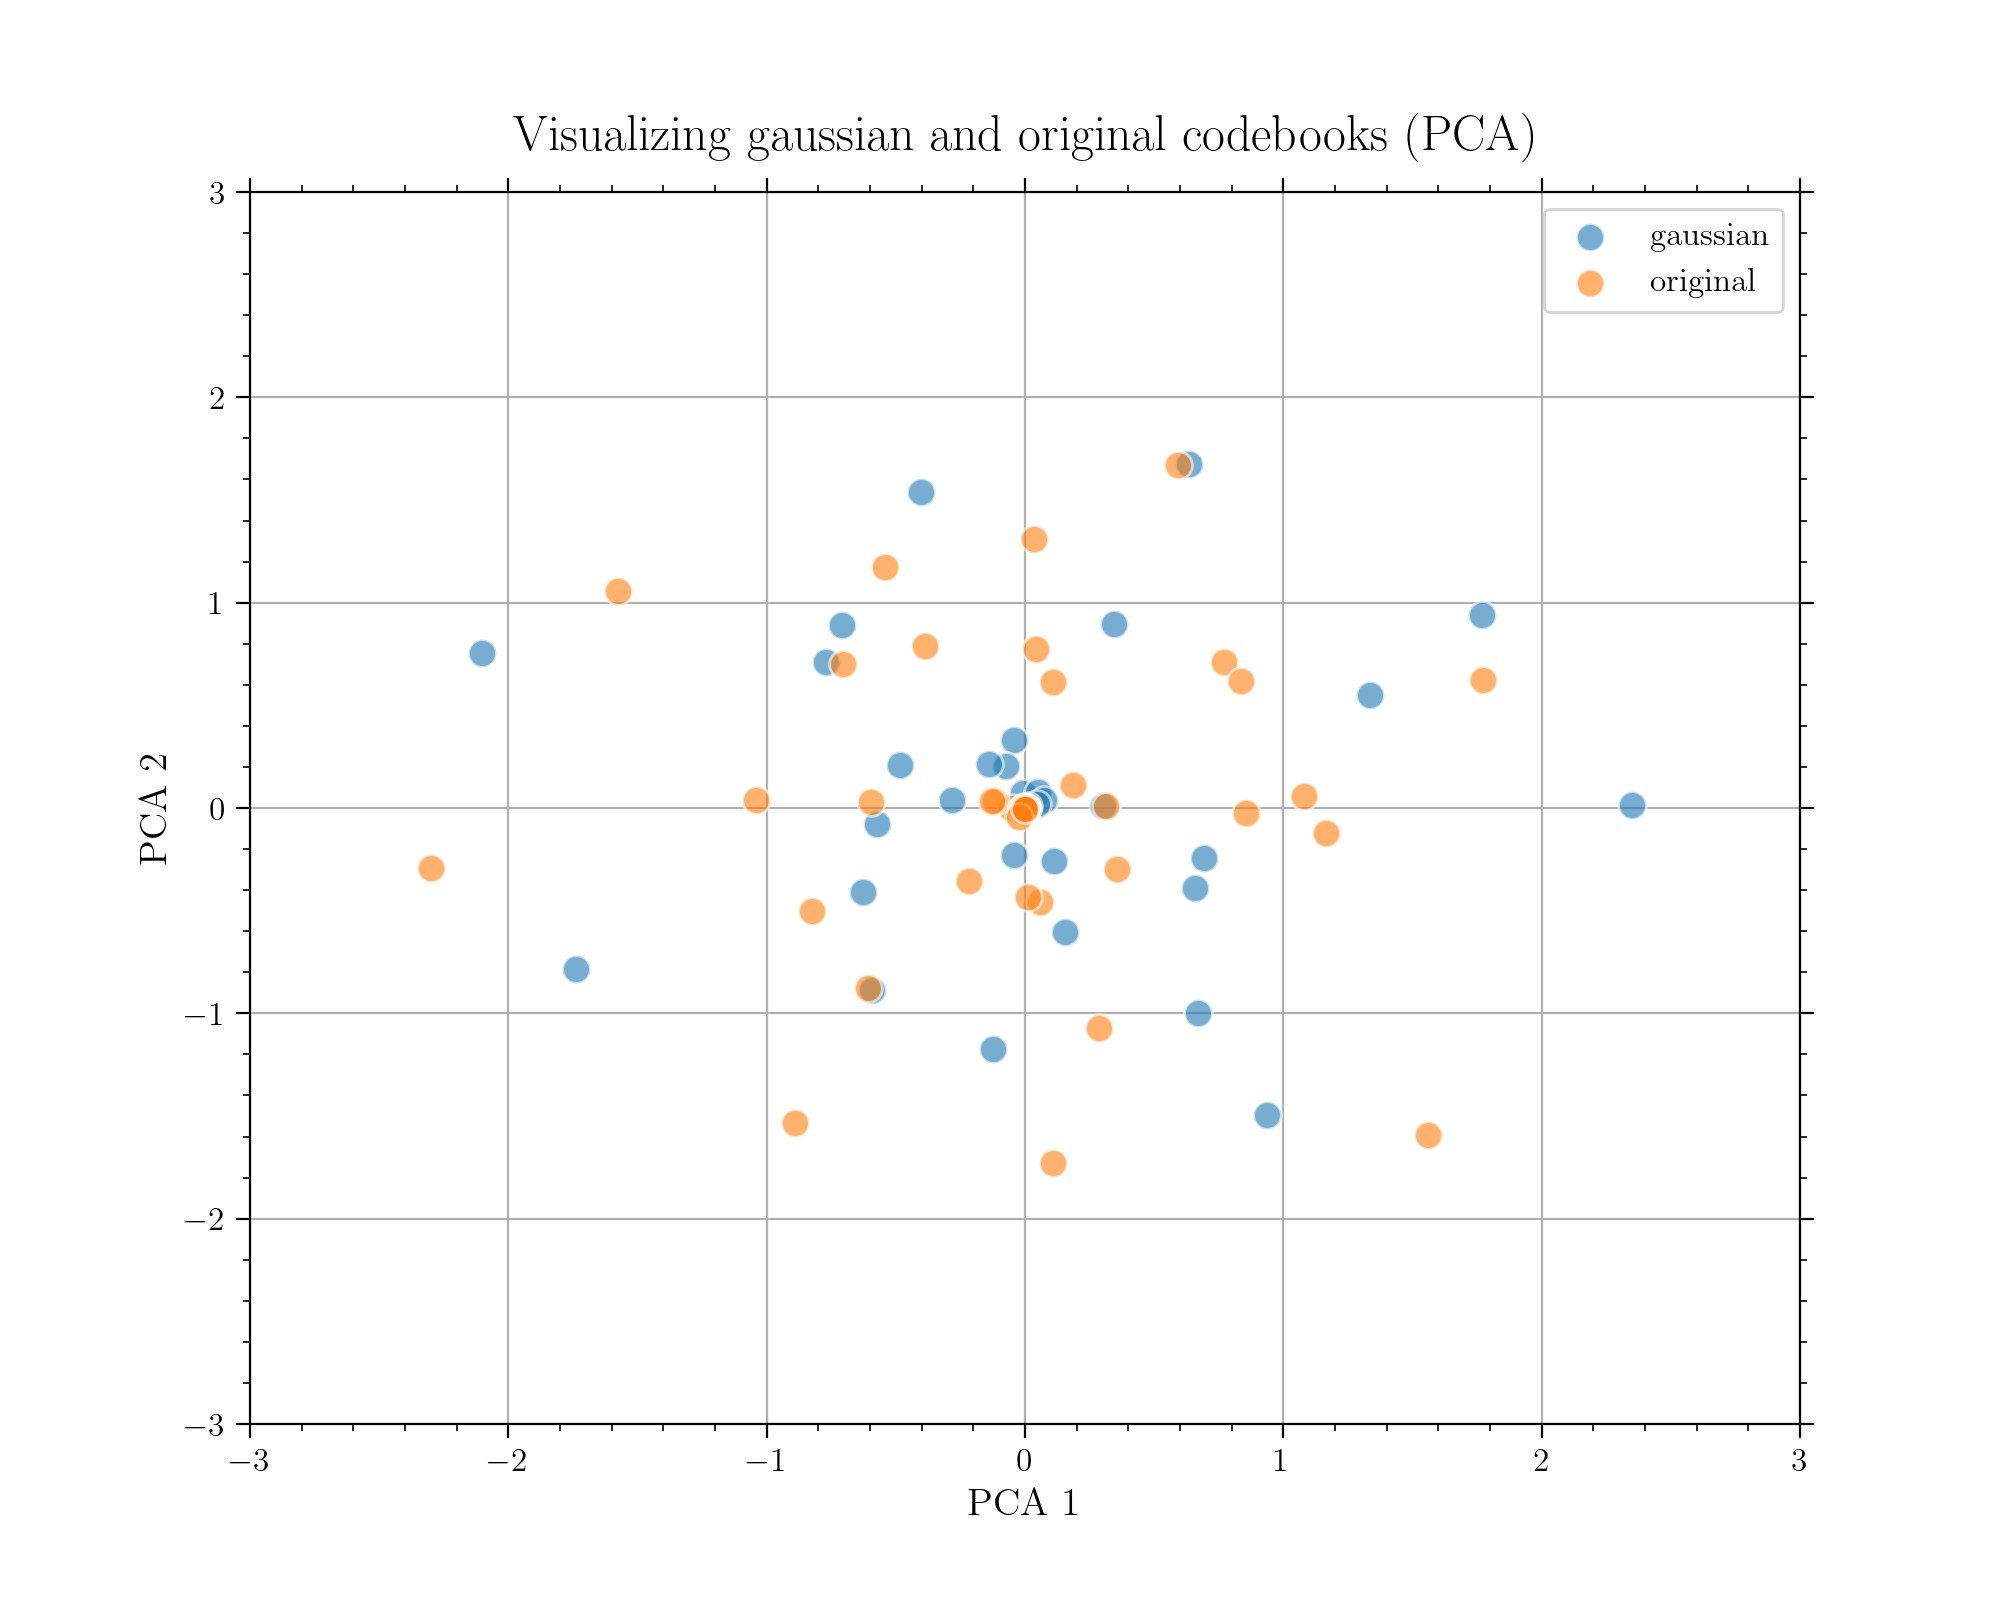 Visualizing gaussian and original codebooks (PCA)
gaussian
original
3
2
1
0
−1
−2
−3
PCA 2
−3
−2
−1
0
1
2
3
PCA 1